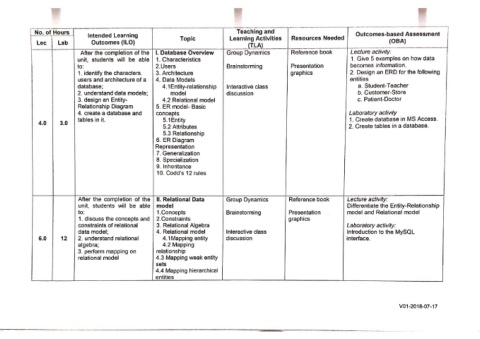 No. of Hours
Lec
Lab
Intended Learning
Outcomes (ILO)
Topic
Teaching and
Learning Activities
(TLA)
Resources Needed
Outcomes-based Assessment
(OBA)
4.0
3.0
After the completion of the
unit, students will be able
to:
1. identify the characters,
users and architecture of a
database;
2. understand data models;
3. design an Entity-
Relationship Diagram
4. create a database and
tables in it.
I. Database Overview
1. Characteristics
2.Users
3. Architecture
4. Data Models
4.1Entity-relationship
model
4.2 Relational model
5. ER model- Basic
concepts
5.1Entity
5.2 Attributes
5.3 Relationship
6. ER Diagram
Representation
7. Generalization
8. Specialization
9. Inheritance
10. Codd's 12 rules
Group Dynamics
Brainstorming
Interactive class
discussion
Reference book
Presentation
graphics
Lecture activity:
1. Give 5 examples on how data
becomes information.
2. Design an ERD for the following
entities
a. Student-Teacher
b. Customer-Store
c. Patient-Doctor
Laboratory activity
1. Create database in MS Access.
2. Create tables in a database.
6.0
12
After the completion of the
unit, students will be able
to:
1. discuss the concepts and
constraints of relational
data model;
2. understand relational
algebra;
3. perform mapping on
relational model
II. Relational Data
model
1.Concepts
2.Constraints
3. Relational Algebra
4. Relational model
4.1Mapping entity
4.2 Mapping
relationship
4.3 Mapping weak entity
sets
4.4 Mapping hierarchical
entities
Group Dynamics
Brainstorming
Interactive class
discussion
Reference book
Presentation
graphics
Lecture activity:
Differentiate the Entity-Relationship
model and Relational model
Laboratory activity:
Introduction to the MySQL
interface.
V01-2018-07-17